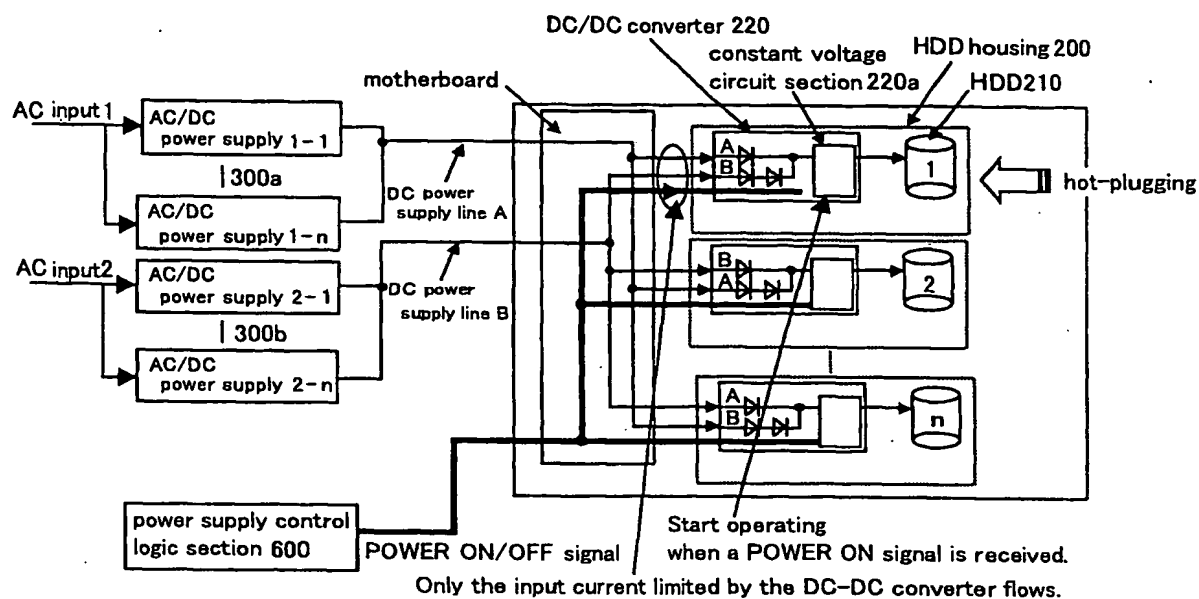 DC/DC converter 220
constant voltage
circuit section 220a
HDD housing 200
HDD210
motherboard
AC input 1
AC/DC
power supply 1-1
300a
AC/DC
power supply 1-n
DC power
supply line A
A
B
1
hot-plugging
AC input2
AC/DC
power supply 2-1
300b
AC/DC
power supply 2-n
DC power
supply line B
B
A
2
A
B
n
power supply control
logic section 600
POWER ON/OFF signal
Start operating
when a POWER ON signal is received.
Only the input current limited by the DC-DC converter flows.